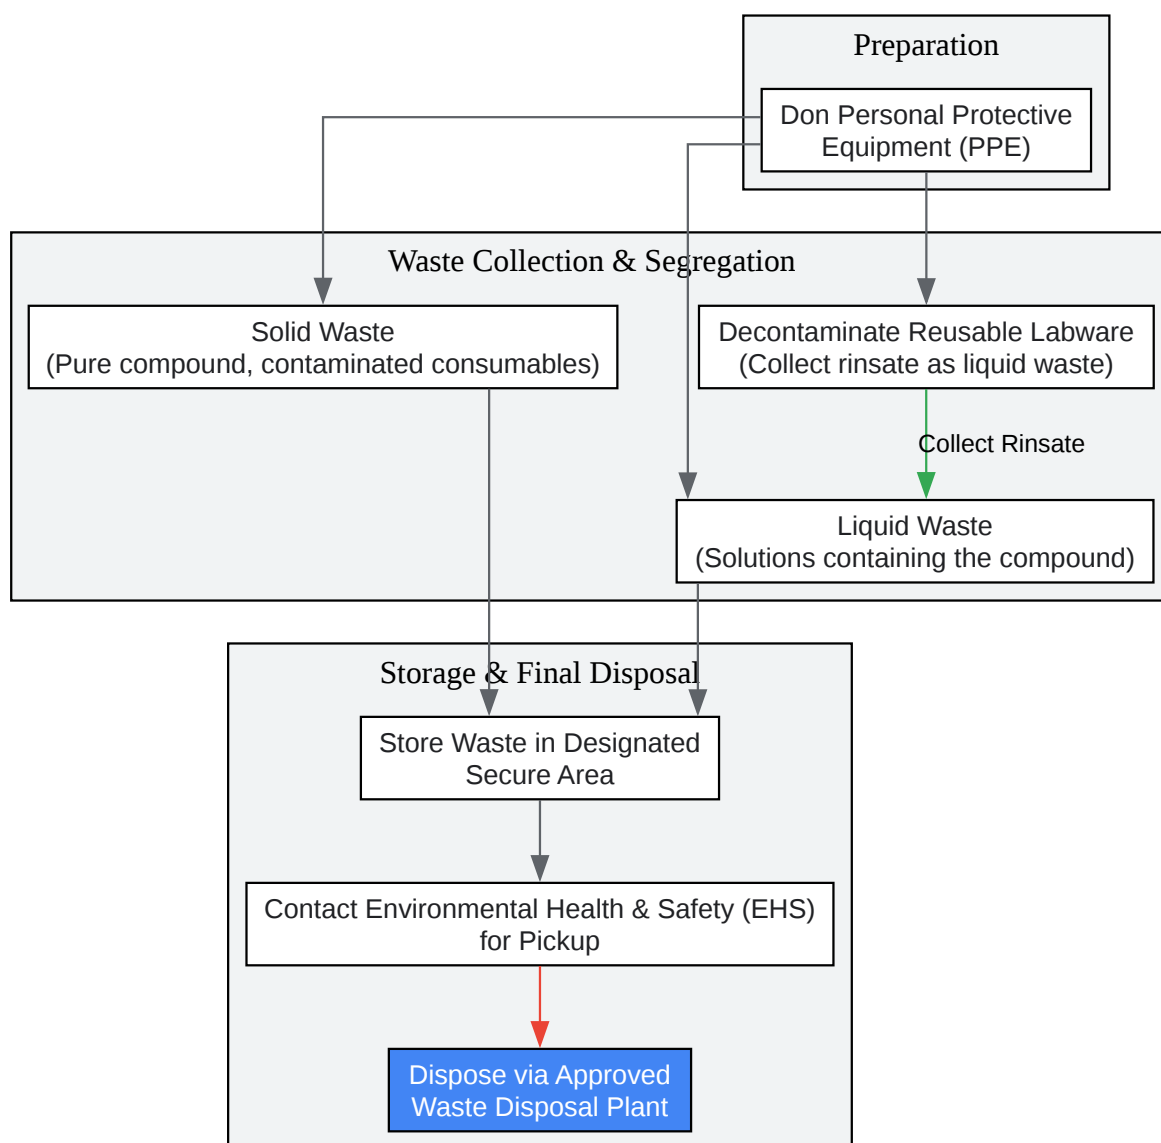 Preparation
Don Personal Protective
Equipment (PPE)
Waste Collection & Segregation
Solid Waste
(Pure compound, contaminated consumables)
Decontaminate Reusable Labware
(Collect rinsate as liquid waste)
Collect Rinsate
Liquid Waste
(Solutions containing the compound)
Storage & Final Disposal
Store Waste in Designated
Secure Area
Contact Environmental Health & Safety (EHS)
for Pickup
Dispose via Approved
Waste Disposal Plant